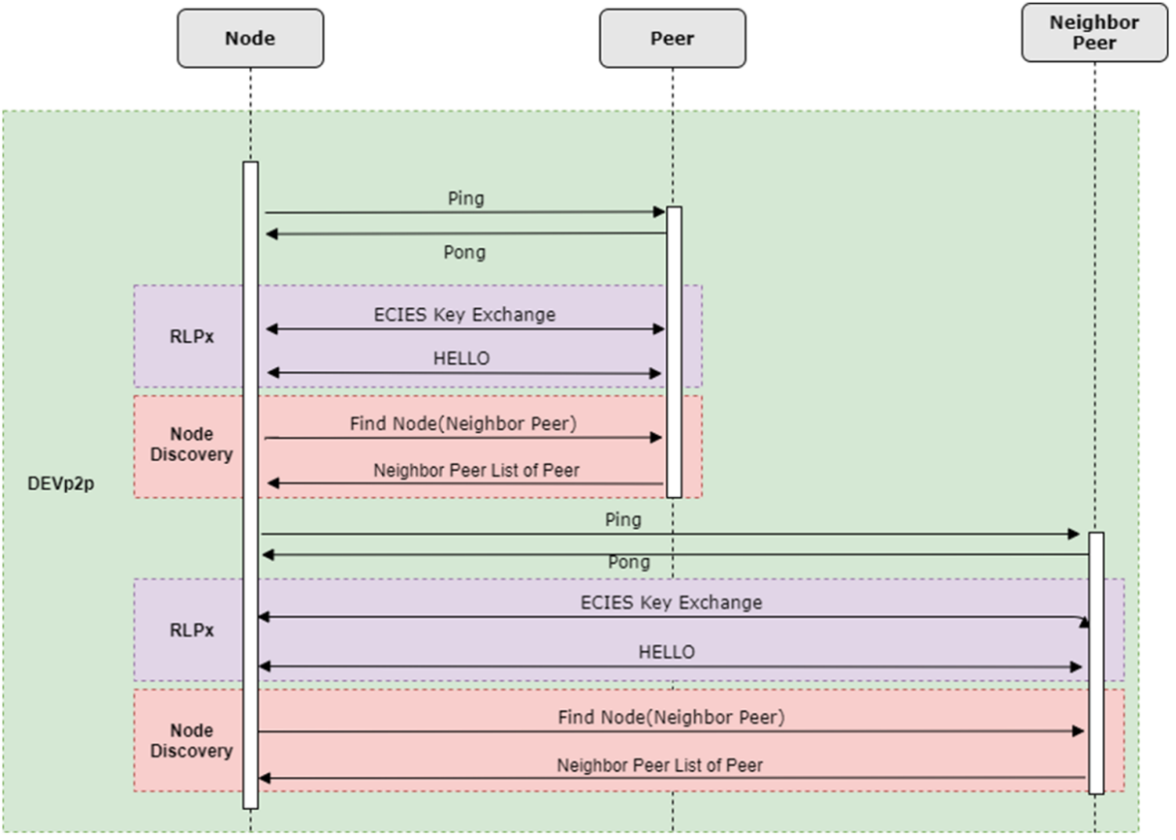 Node
Peer
Neighbor
Peer
Ping
Pong
RLPx
ECIES Key Exchange
HELLO
Node
Discovery
Find Node(Neighbor Peer)
Neighbor Peer List of Peer
DEVp2p
Ping
Pong
RLPx
ECIES Key Exchange
HELLO
Node
Discovery
Find Node(Neighbor Peer)
Neighbor Peer List of Peer